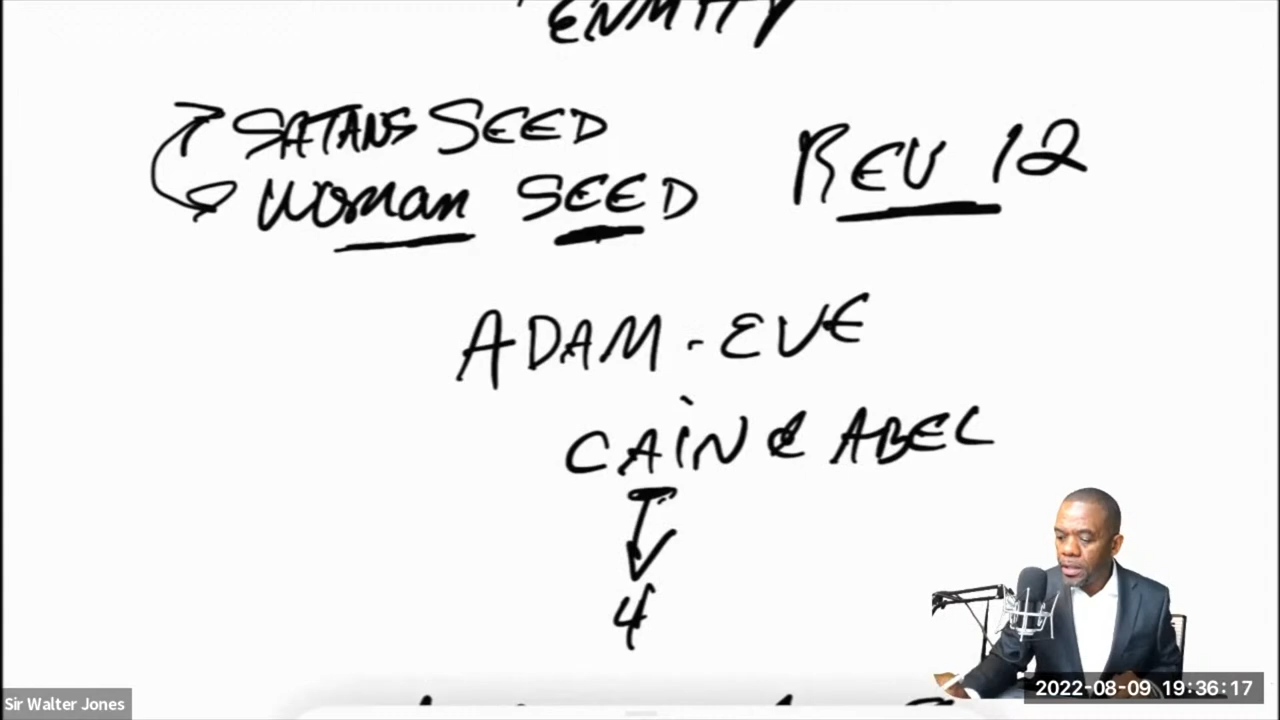 ENMITY
SATANS SEED
WOMAN SEED
REV 12
ADAM - EVE
CAIN & ABEL
4
Sir Walter Jones
2022-08-09 19:36:17